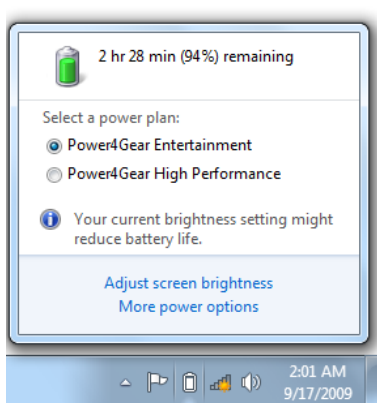 2 hr 28 min (94%) remaining
Select a power plan:
Power4Gear Entertainment
Power4Gear High Performance
Your current brightness setting might
reduce battery life.
Adjust screen brightness
More power options
2:01 AM
9/17/2009